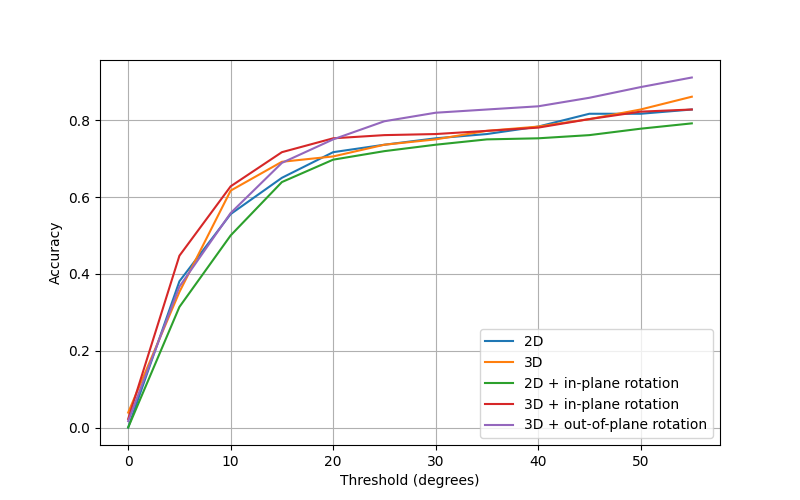 0.8
0.6
0.4
0.2
0.0
Accuracy
0 10 20 30 40 50
Threshold (degrees)
2D
3D
2D + in-plane rotation
3D + in-plane rotation
3D + out-of-plane rotation